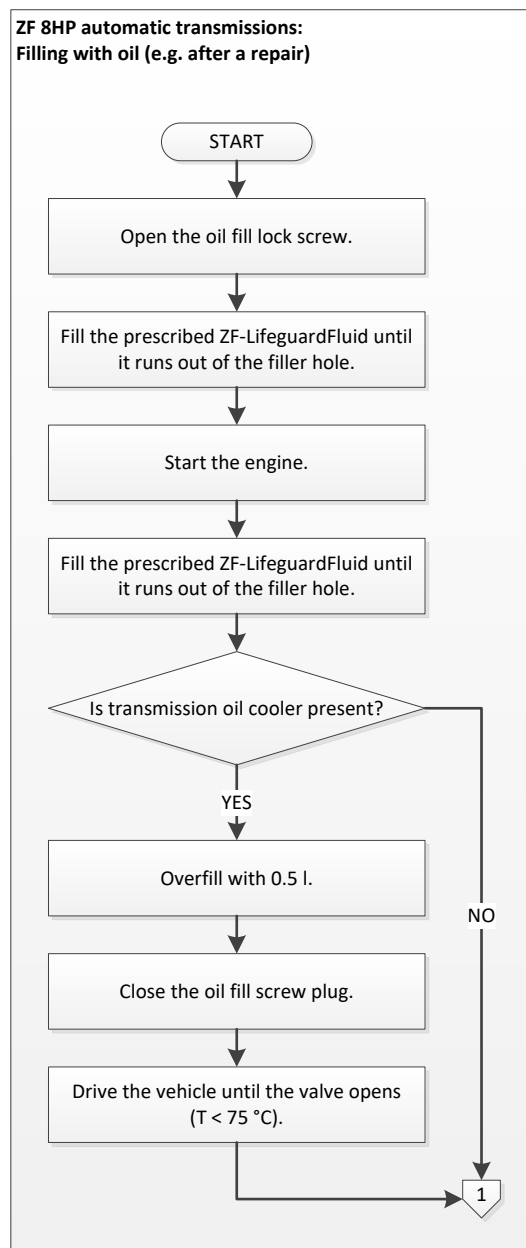 ZF 8HP automatic transmissions:
Filling with oil (e.g. after a repair)
START
Open the oil fill lock screw.
Fill the prescribed ZF-LifeguardFluid until
it runs out of the filler hole.
Start the engine.
Fill the prescribed ZF-LifeguardFluid until
it runs out of the filler hole.
Is transmission oil cooler present?
YES
Overfill with 0.5 l.
NO
Close the oil fill screw plug.
Drive the vehicle until the valve opens
(T < 75 °C).
1